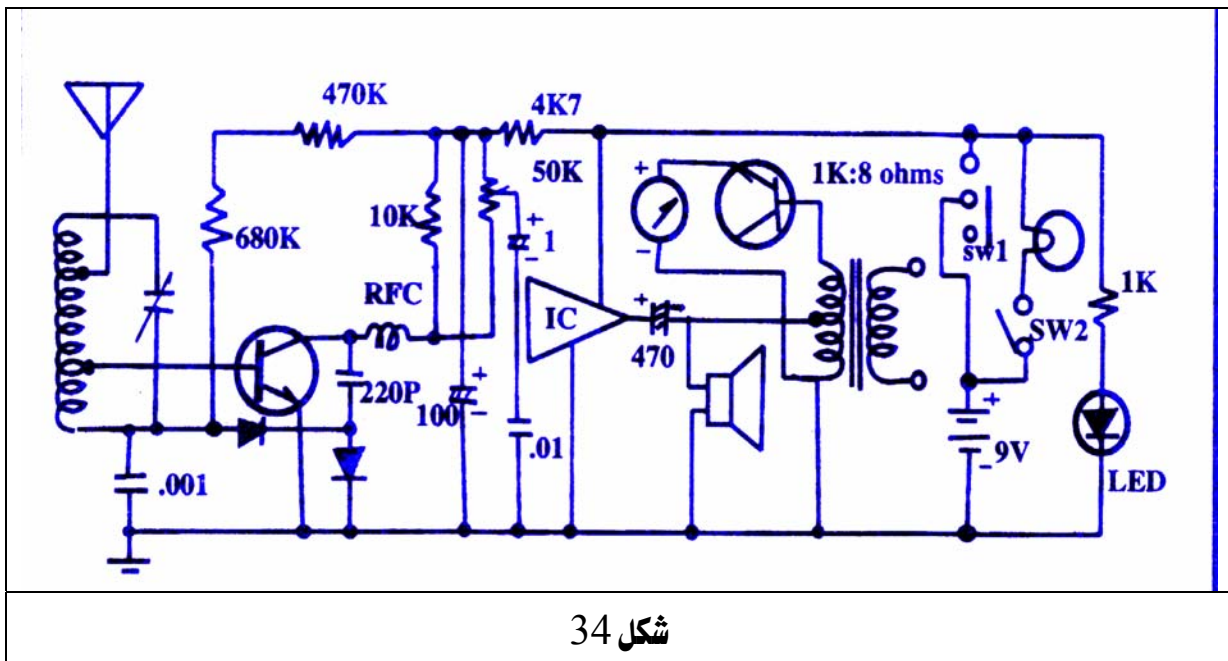 470K
4K7
50K
1K:8 ohms
680K
10K
+
1
-
+
-
sw1
RFC
IC
+
470
1K
SW2
220P
100
+
-
.01
+
-
9V
.001
LED
شكل 34